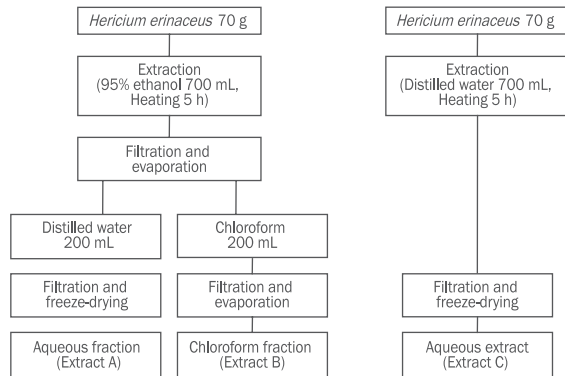 Hericium erinaceus 70 g
Extraction
(95% ethanol 700 mL,
Heating 5 h)
Filtration and
evaporation
Distilled water
200 mL
Filtration and
freeze-drying
Aqueous fraction
(Extract A)
Chloroform
200 mL
Filtration and
evaporation
Chloroform fraction
(Extract B)
Hericium erinaceus 70 g
Extraction
(Distilled water 700 mL,
Heating 5 h)
Filtration and
freeze-drying
Aqueous extract
(Extract C)